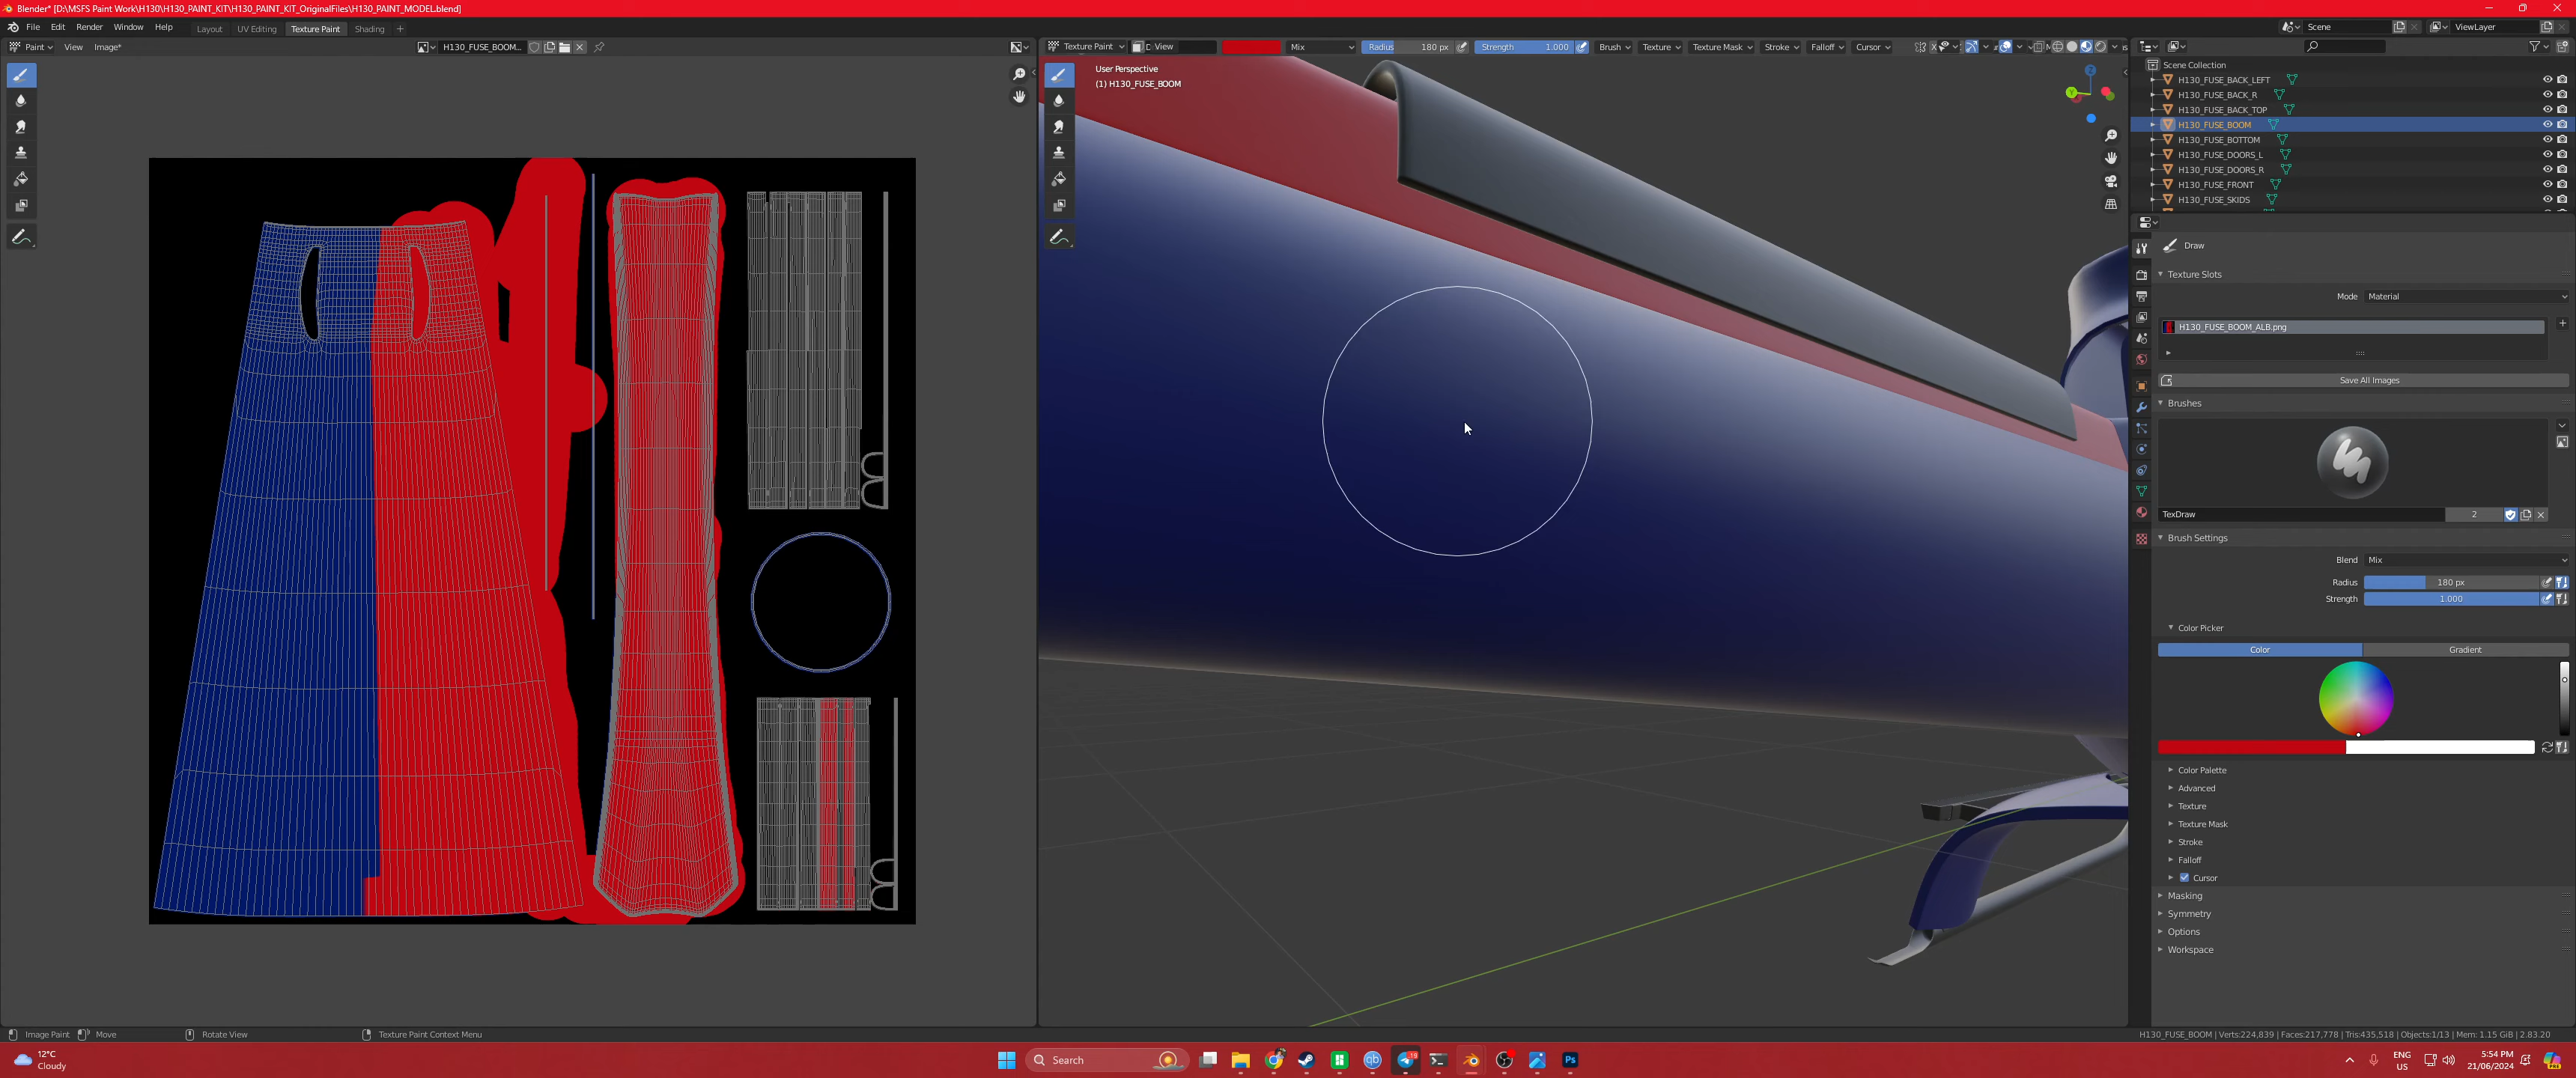 Blender* [D:\MSFS Paint Work\H130\H130_PAINT_KIT\H130_PAINT_KIT_OriginalFiles\H130_PAINT_MODEL.blend]
File Edit Render Window Help Layout UV Editing Texture Paint Shading + Scene ViewLayer
Paint View Image* H130_FUSE_BOOM... Texture Paint View Mix Radius 180 px Strength 1.000 Brush Texture Texture Mask Stroke Falloff Cursor X
User Perspective
(1) H130_FUSE_BOOM
Z
Y
Scene Collection
H130_FUSE_BACK_LEFT
H130_FUSE_BACK_R
H130_FUSE_BACK_TOP
H130_FUSE_BOOM
H130_FUSE_BOTTOM
H130_FUSE_DOORS_L
H130_FUSE_DOORS_R
H130_FUSE_FRONT
H130_FUSE_SKIDS
Draw
Texture Slots
Mode Material
H130_FUSE_BOOM_ALB.png
Save All Images
Brushes
TexDraw 2
Brush Settings
Blend Mix
Radius 180 px
Strength 1.000
Color Picker
Color Gradient
Color Palette
Advanced
Texture
Texture Mask
Stroke
Falloff
Cursor
Masking
Symmetry
Options
Workspace
Image Paint Move Rotate View Texture Paint Context Menu H130_FUSE_BOOM | Verts:224,839 | Faces:217,778 | Tris:435,518 | Objects:1/13 | Mem: 1.15 GiB | 2.83.20
12°C
Cloudy
Search
Ps
ENG
US
5:54 PM
21/06/2024